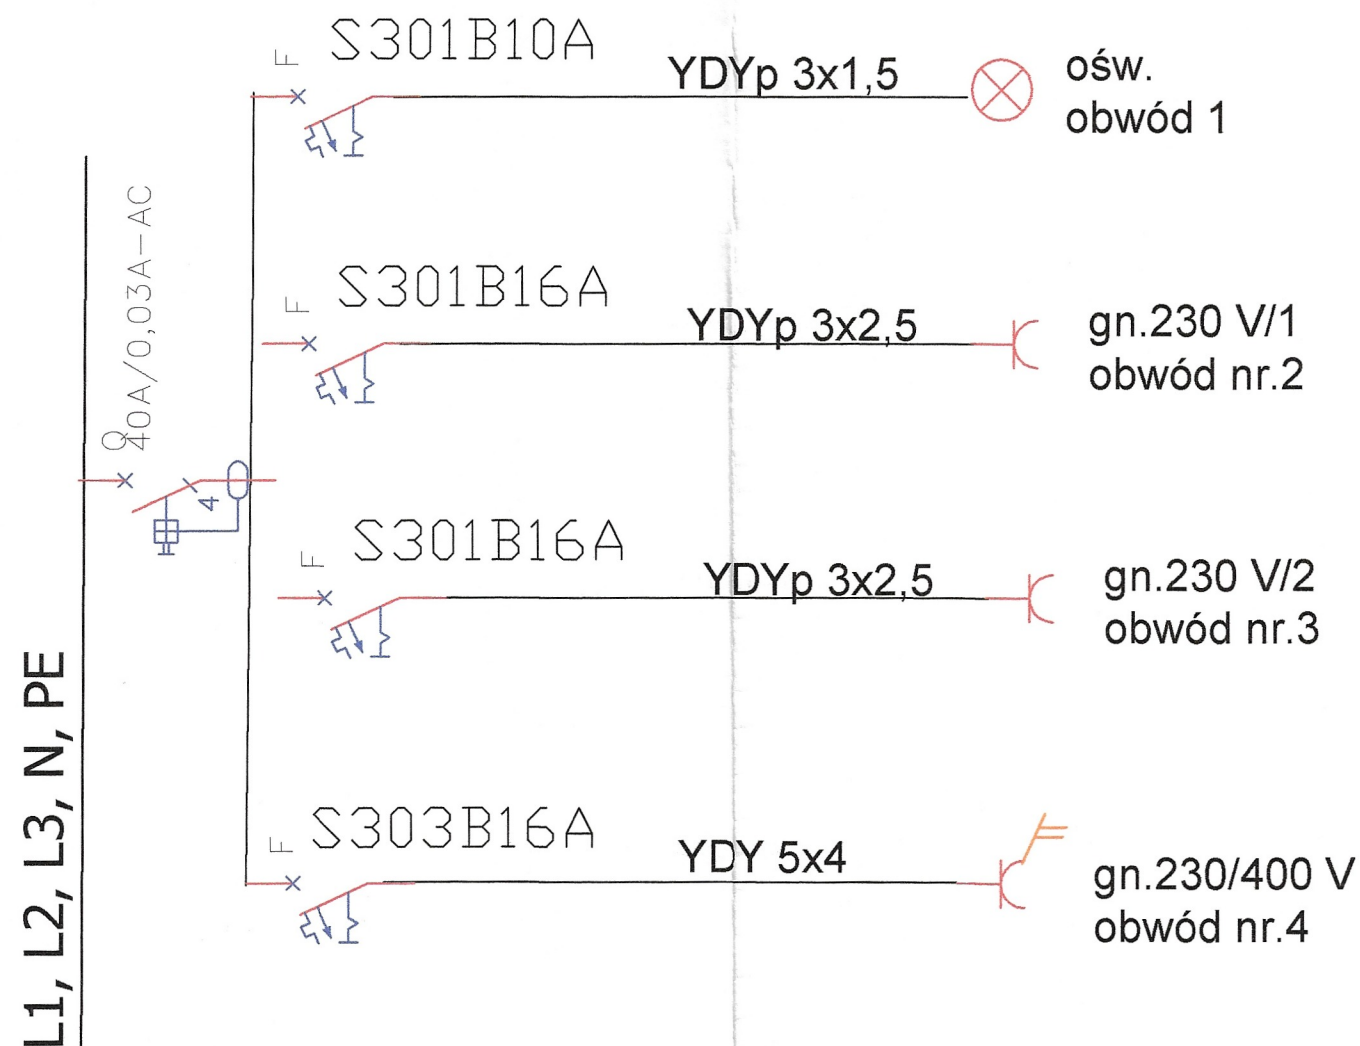 F
S301B10A
YDYp 3x1,5
ośw.
obwód 1
F
S301B16A
YDYp 3x2,5
gn.230 V/1
obwód nr.2
Q
40A/0,03A-AC
4
F
S301B16A
YDYp 3x2,5
gn.230 V/2
obwód nr.3
L1, L2, L3, N, PE
F
S303B16A
YDY 5x4
gn.230/400 V
obwód nr.4